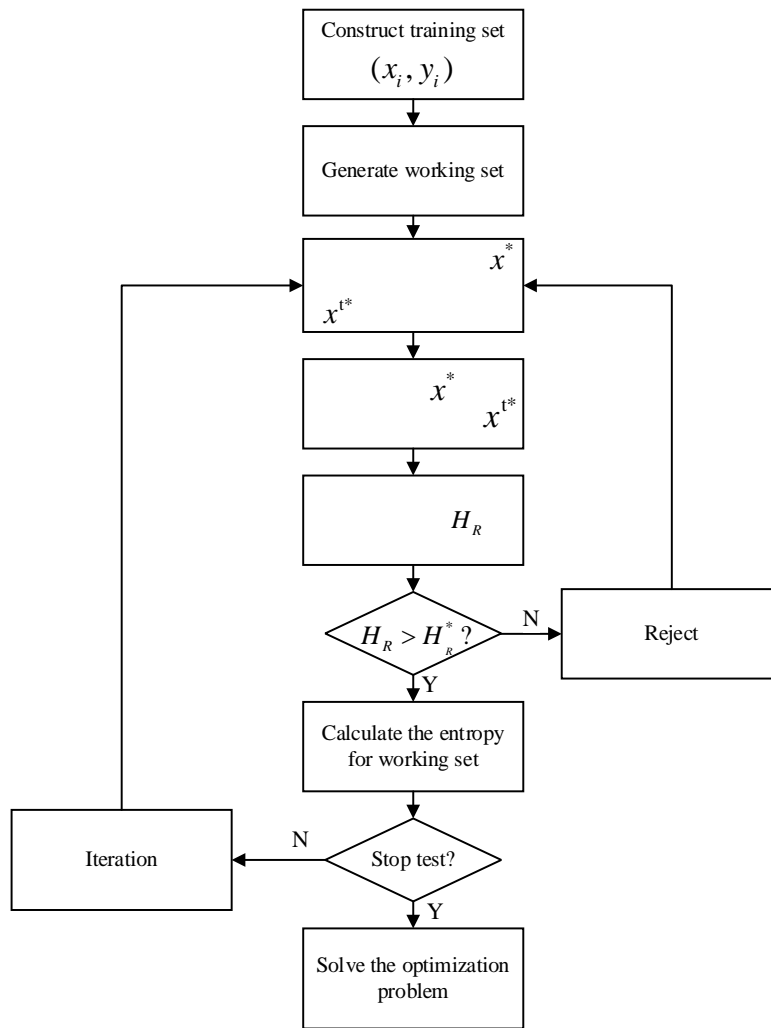 Construct training set
(x_i, y_i)
Generate working set
x^*
x^{t*}
x^*
x^{t*}
H_R
H_R > H_R^* ?
N
Reject
Y
Calculate the entropy
for working set
N
Iteration
Stop test?
Y
Solve the optimization
problem